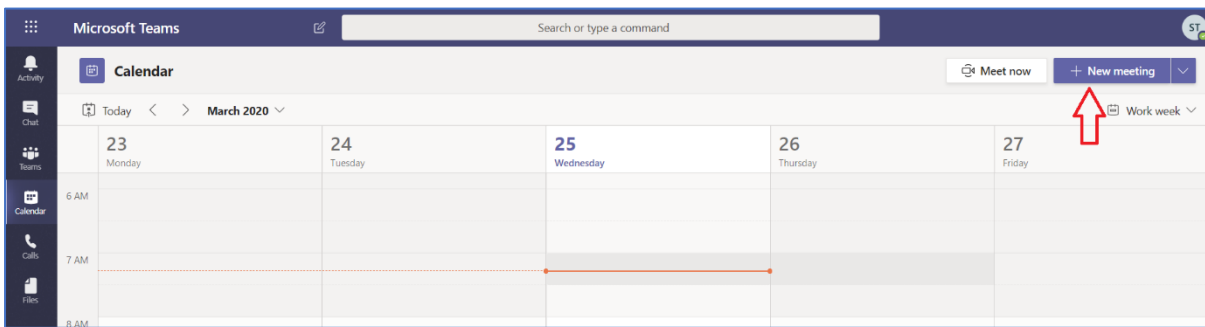 Microsoft Teams
Search or type a command
ST
Activity
Calendar
Meet now
+ New meeting
Chat
Today
March 2020
Work week
Teams
23
Monday
24
Tuesday
25
Wednesday
26
Thursday
27
Friday
Calendar
6 AM
Calls
7 AM
Files
8 AM